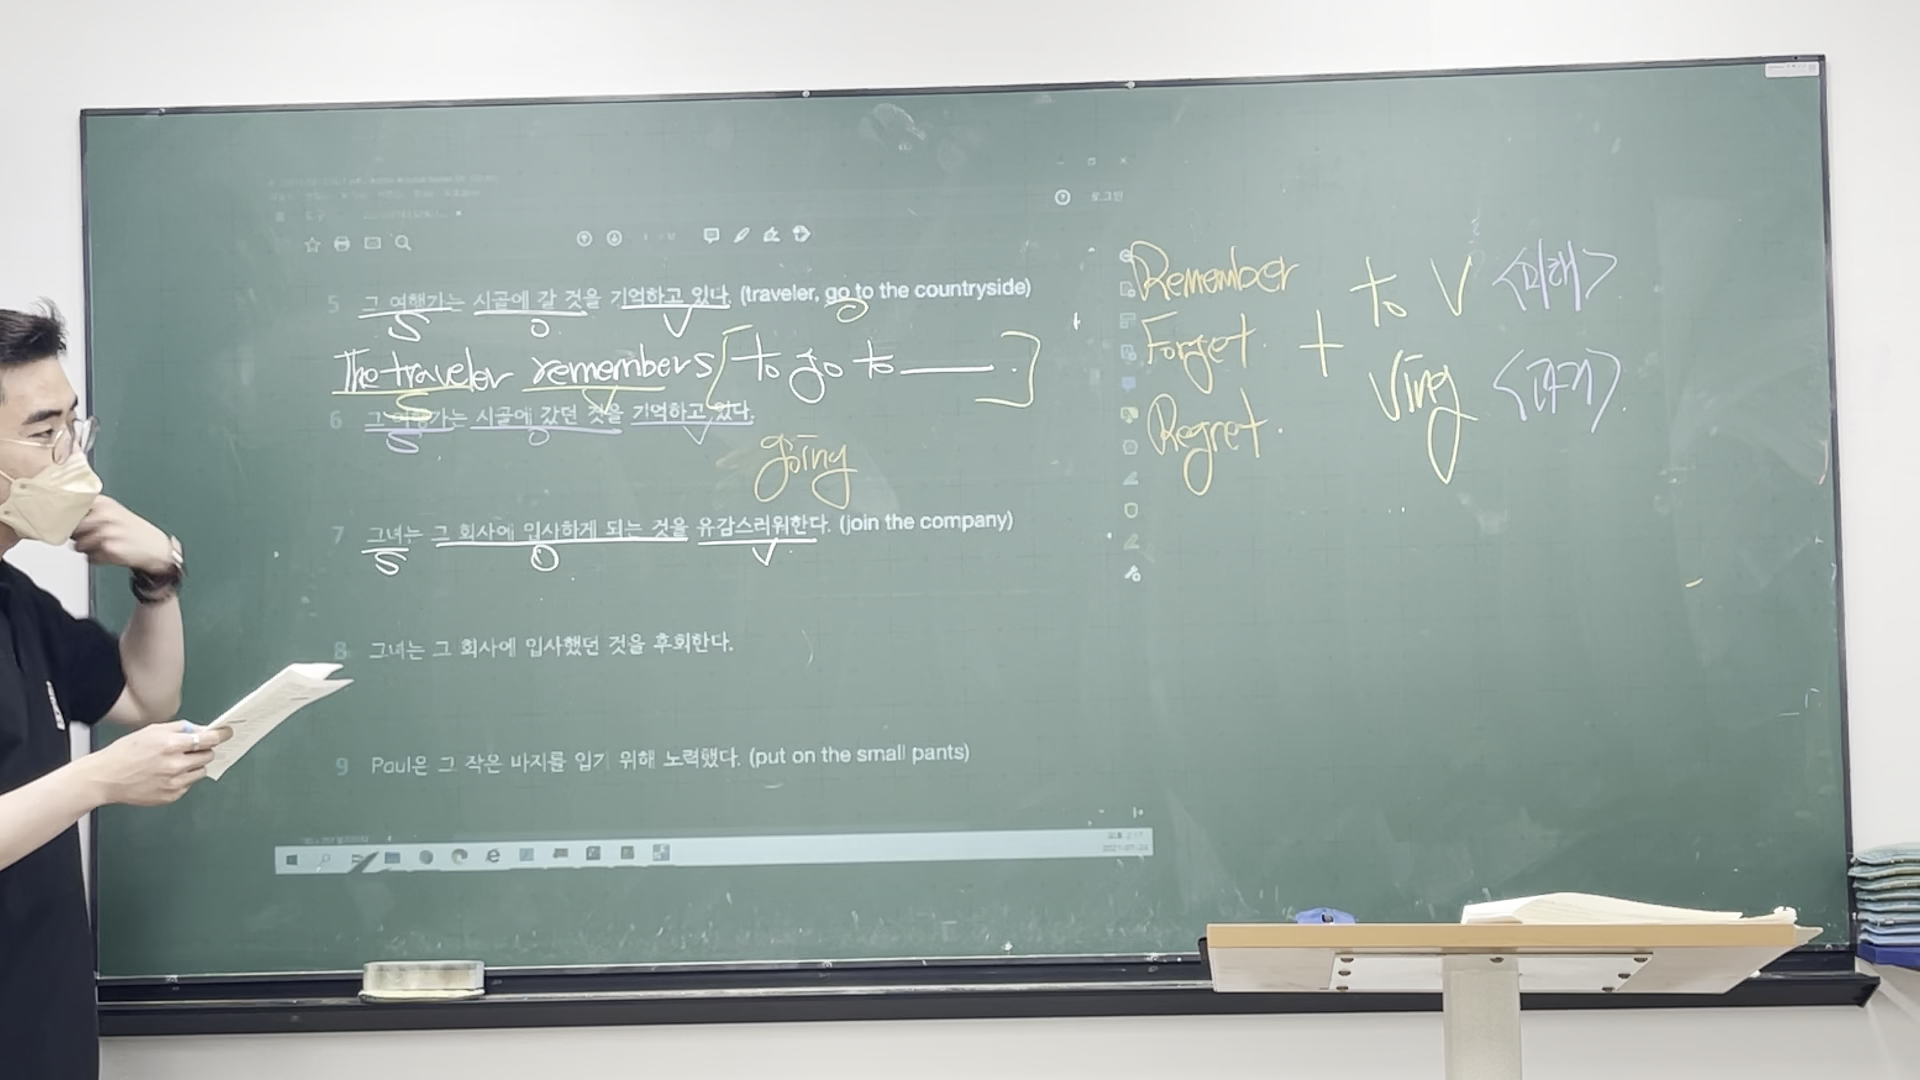 로그인
5 그 여행가는 시골에 갈 것을 기억하고 있다. (traveler, go to the countryside)
S O V
The traveler remembers [to go to ____.]
S V
6 그 여행가는 시골에 갔던 것을 기억하고 있다.
S O V
going
7 그녀는 그 회사에 입사하게 되는 것을 유감스러워한다. (join the company)
S O V
8 그녀는 그 회사에 입사했던 것을 후회한다.
9 Paul은 그 작은 바지를 입기 위해 노력했다. (put on the small pants)
Remember
Forget.
Regret.
+
to V <미래>
Ving <과거>